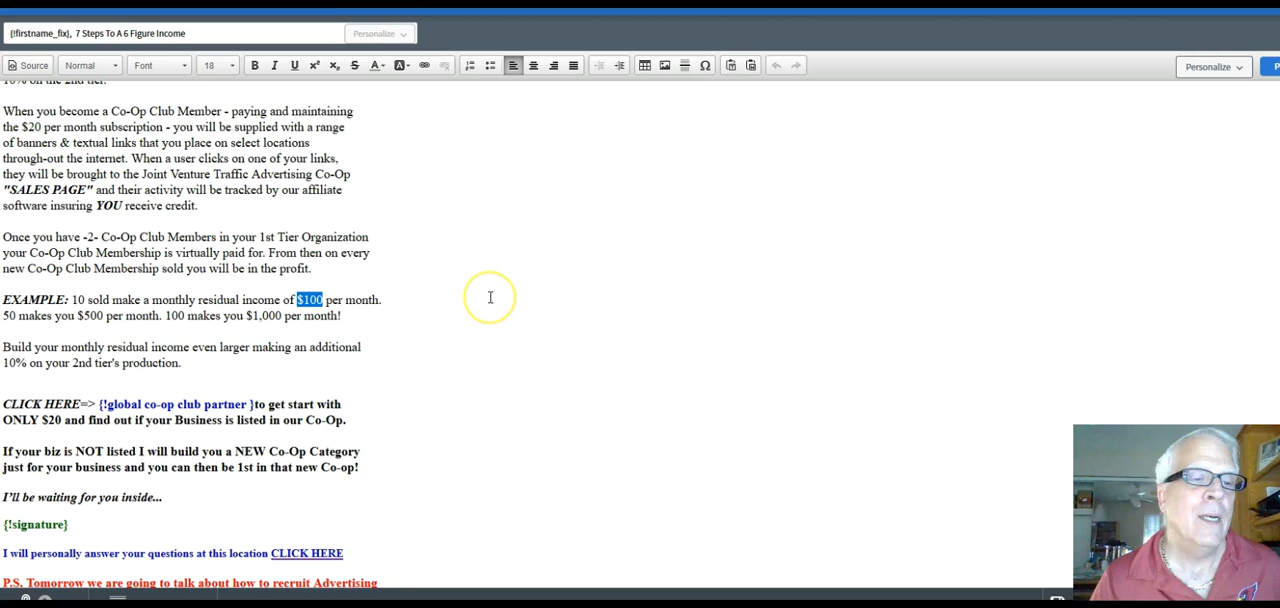 {!firstname_fix}, 7 Steps To A 6 Figure Income
Personalize
Source Normal Font 18 B I U S Personalize P
10% on the 2nd tier.
When you become a Co-Op Club Member - paying and maintaining
the $20 per month subscription - you will be supplied with a range
of banners & textual links that you place on select locations
through-out the internet. When a user clicks on one of your links,
they will be brought to the Joint Venture Traffic Advertising Co-Op
"SALES PAGE" and their activity will be tracked by our affiliate
software insuring YOU receive credit.
Once you have -2- Co-Op Club Members in your 1st Tier Organization
your Co-Op Club Membership is virtually paid for. From then on every
new Co-Op Club Membership sold you will be in the profit.
EXAMPLE: 10 sold make a monthly residual income of $100 per month.
50 makes you $500 per month. 100 makes you $1,000 per month!
Build your monthly residual income even larger making an additional
10% on your 2nd tier's production.
CLICK HERE=> {!global co-op club partner }to get start with
ONLY $20 and find out if your Business is listed in our Co-Op.
If your biz is NOT listed I will build you a NEW Co-Op Category
just for your business and you can then be 1st in that new Co-op!
I'll be waiting for you inside...
{!signature}
I will personally answer your questions at this location CLICK HERE
P.S. Tomorrow we are going to talk about how to recruit Advertising